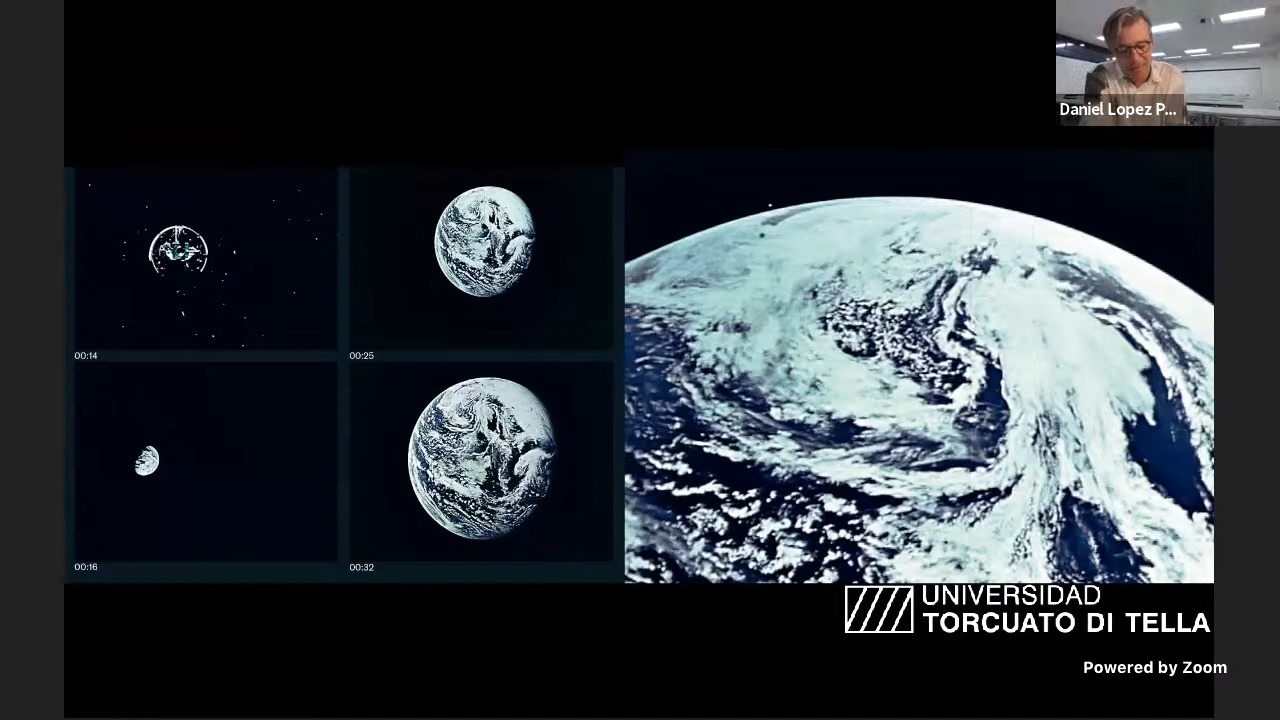 Daniel Lopez P...
00:14
00:25
00:16
00:32
UNIVERSIDAD
TORCUATO DI TELLA
Powered by Zoom